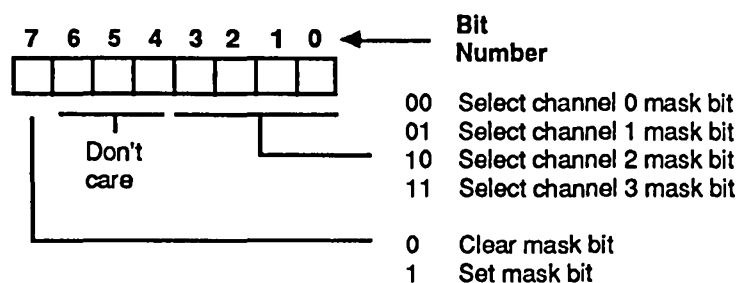 7 6 5 4 3 2 1 0 Bit
Number
00 Select channel 0 mask bit
01 Select channel 1 mask bit
10 Select channel 2 mask bit
11 Select channel 3 mask bit
Don't
care
0 Clear mask bit
1 Set mask bit